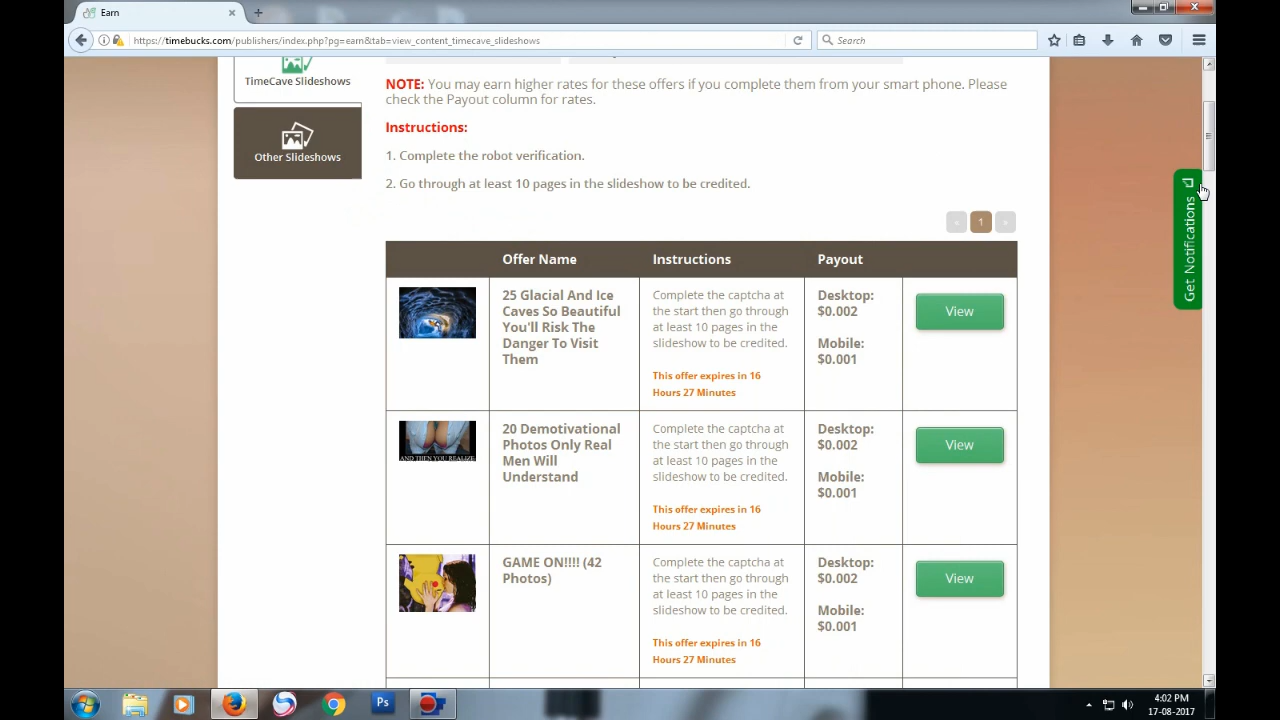 Earn
https://timebucks.com/publishers/index.php?pg=earn&tab=view_content_timecave_slideshows
Search
TimeCave Slideshows
Other Slideshows
NOTE: You may earn higher rates for these offers if you complete them from your smart phone. Please
check the Payout column for rates.
Instructions:
1. Complete the robot verification.
2. Go through at least 10 pages in the slideshow to be credited.
« 1 »
Get Notifications
Offer Name Instructions Payout
25 Glacial And Ice
Caves So Beautiful
You'll Risk The
Danger To Visit
Them
Complete the captcha at
the start then go through
at least 10 pages in the
slideshow to be credited.
This offer expires in 16
Hours 27 Minutes
Desktop:
$0.002
Mobile:
$0.001
View
AND THEN YOU REALIZE
20 Demotivational
Photos Only Real
Men Will
Understand
Complete the captcha at
the start then go through
at least 10 pages in the
slideshow to be credited.
This offer expires in 16
Hours 27 Minutes
Desktop:
$0.002
Mobile:
$0.001
View
GAME ON!!!! (42
Photos)
Complete the captcha at
the start then go through
at least 10 pages in the
slideshow to be credited.
This offer expires in 16
Hours 27 Minutes
Desktop:
$0.002
Mobile:
$0.001
View
Ps
4:02 PM
17-08-2017